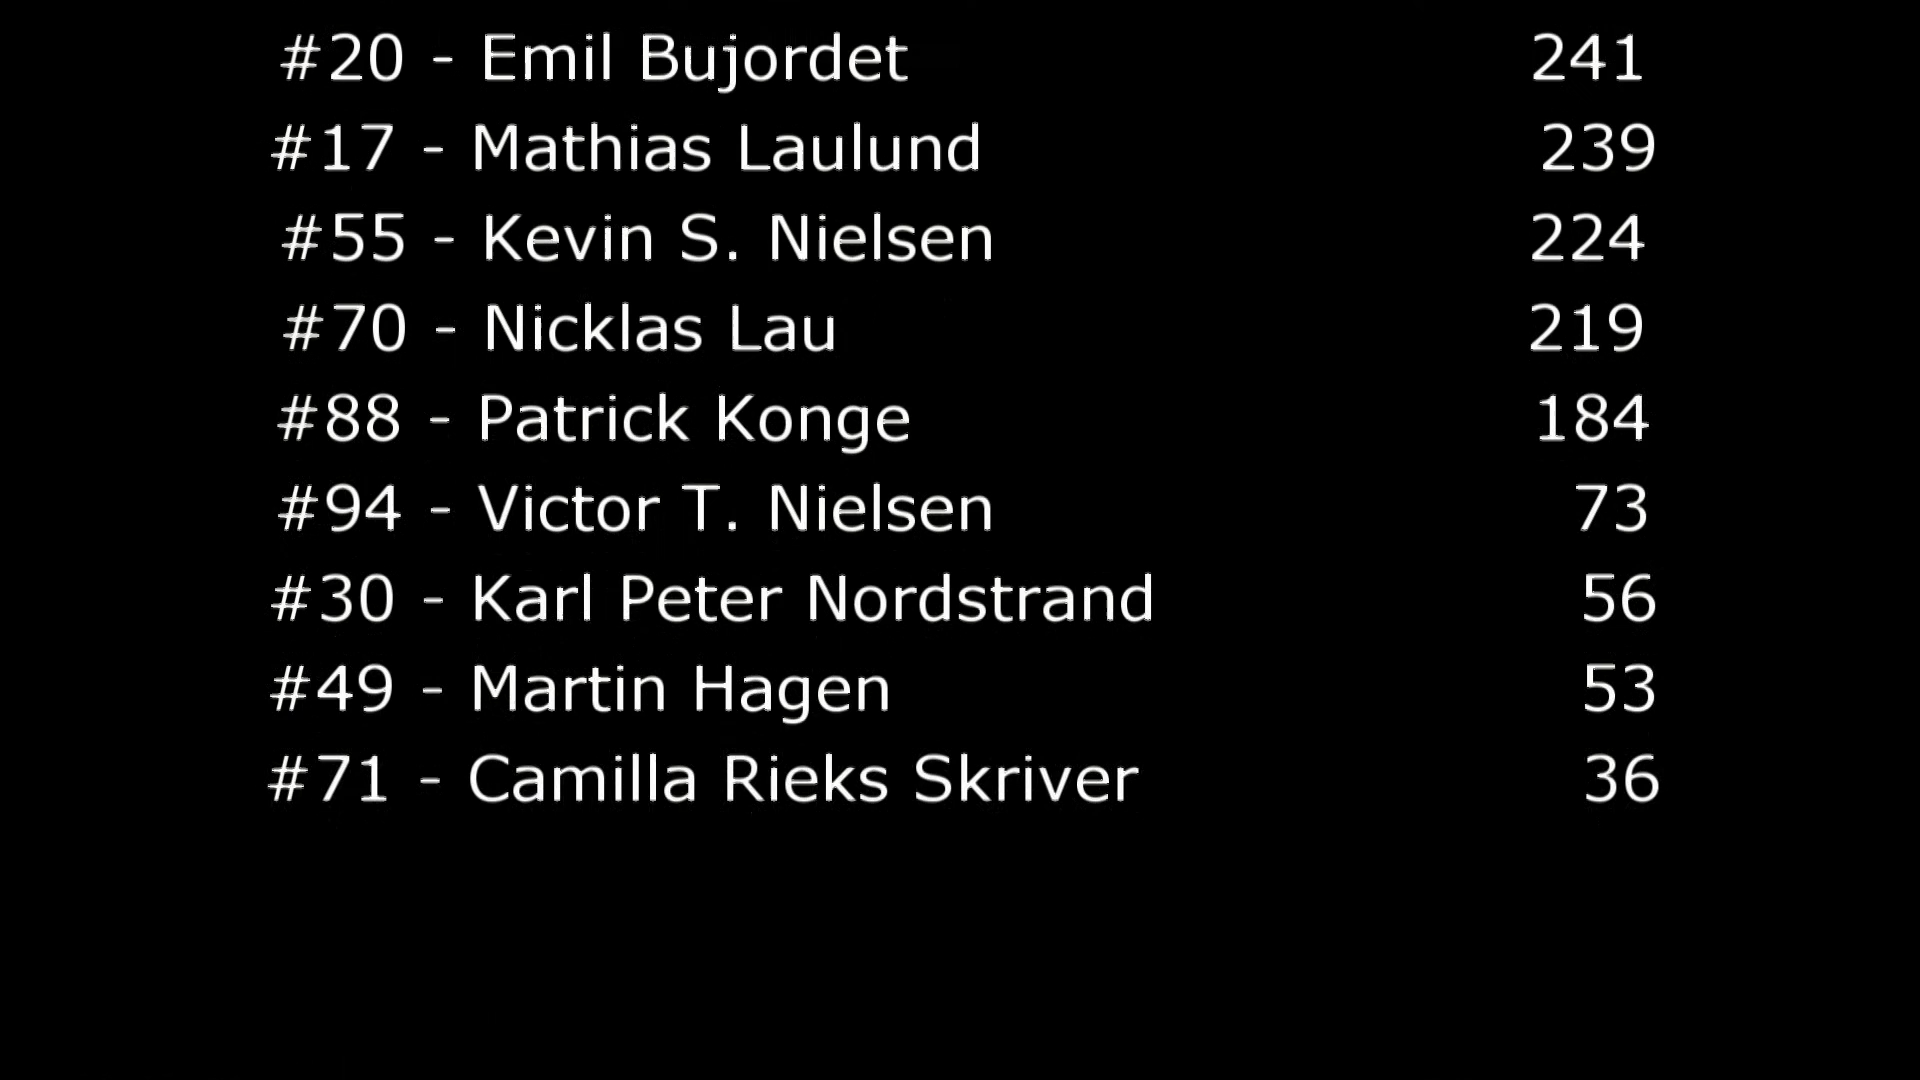 #20 - Emil Bujordet 241
#17 - Mathias Laulund 239
#55 - Kevin S. Nielsen 224
#70 - Nicklas Lau 219
#88 - Patrick Konge 184
#94 - Victor T. Nielsen 73
#30 - Karl Peter Nordstrand 56
#49 - Martin Hagen 53
#71 - Camilla Rieks Skriver 36